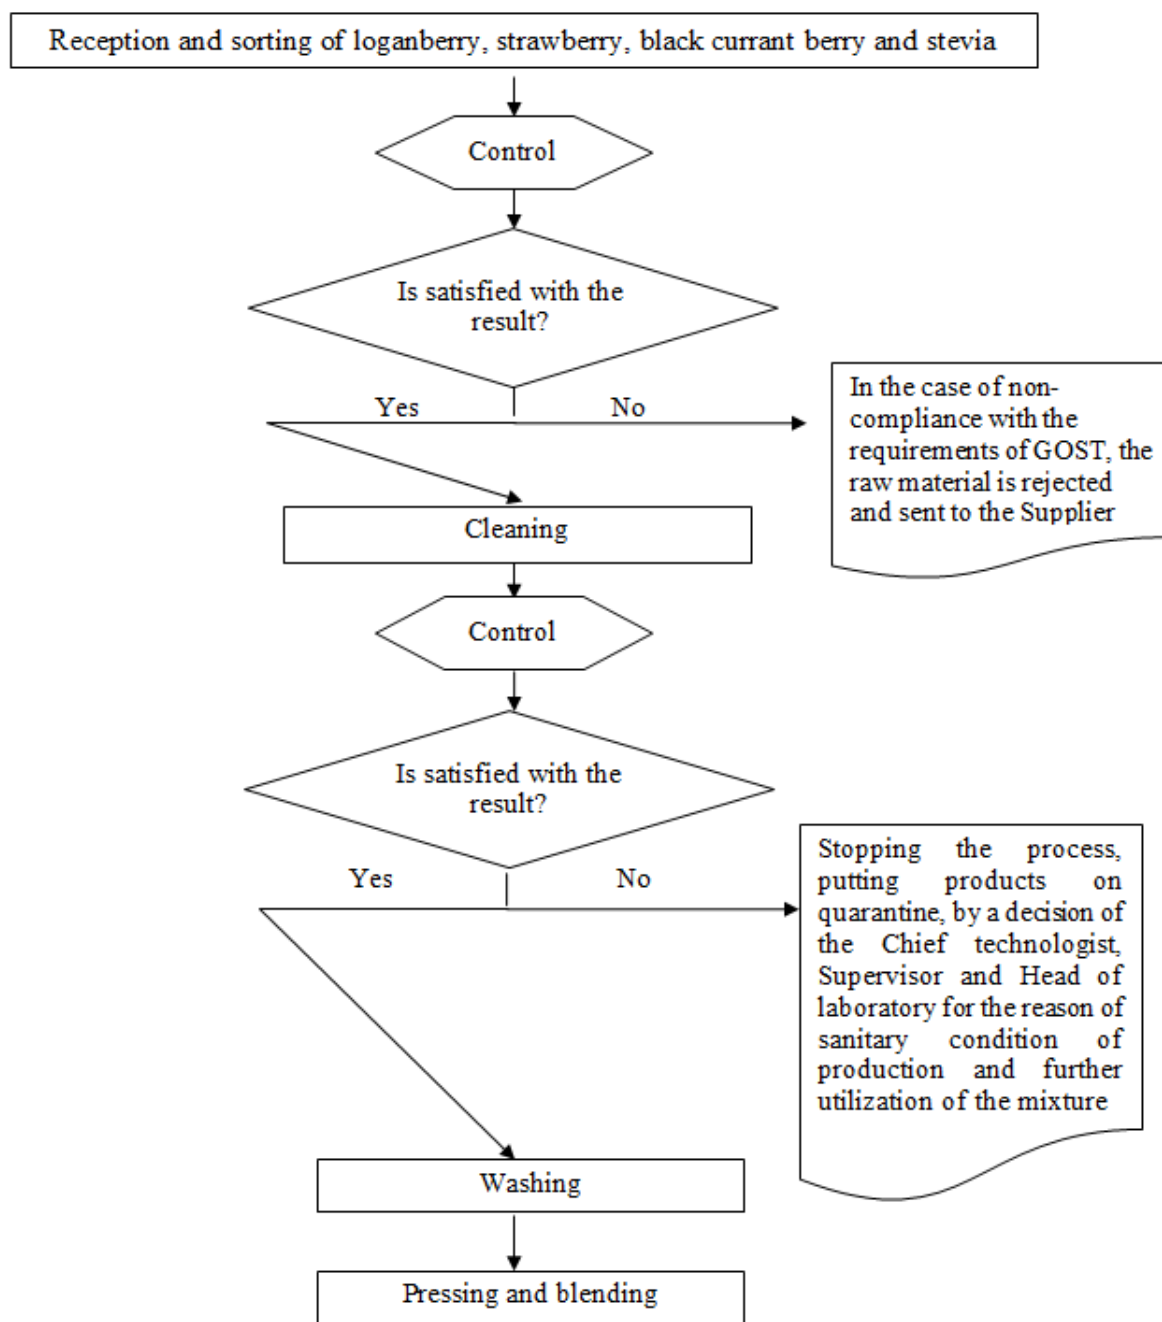 Reception and sorting of loganberry, strawberry, black currant berry and stevia
Control
Is satisfied with the
result?
Yes
No
In the case of non-
compliance with the
requirements of GOST, the
raw material is rejected
and sent to the Supplier
Cleaning
Control
Is satisfied with the
result?
Yes
No
Stopping the process,
putting products on
quarantine, by a decision of
the Chief technologist,
Supervisor and Head of
laboratory for the reason of
sanitary condition of
production and further
utilization of the mixture
Washing
Pressing and blending